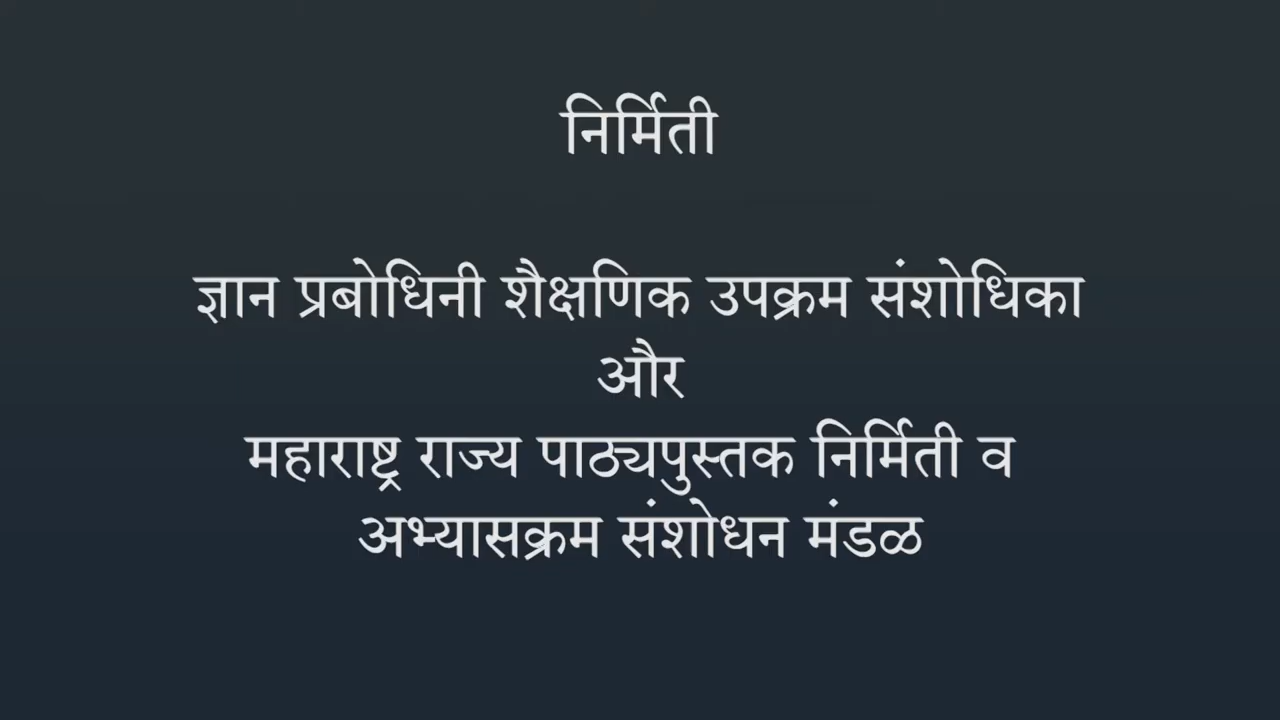 निर्मिती
ज्ञान प्रबोधिनी शैक्षणिक उपक्रम संशोधिका
और
महाराष्ट्र राज्य पाठ्यपुस्तक निर्मिती व
अभ्यासक्रम संशोधन मंडळ